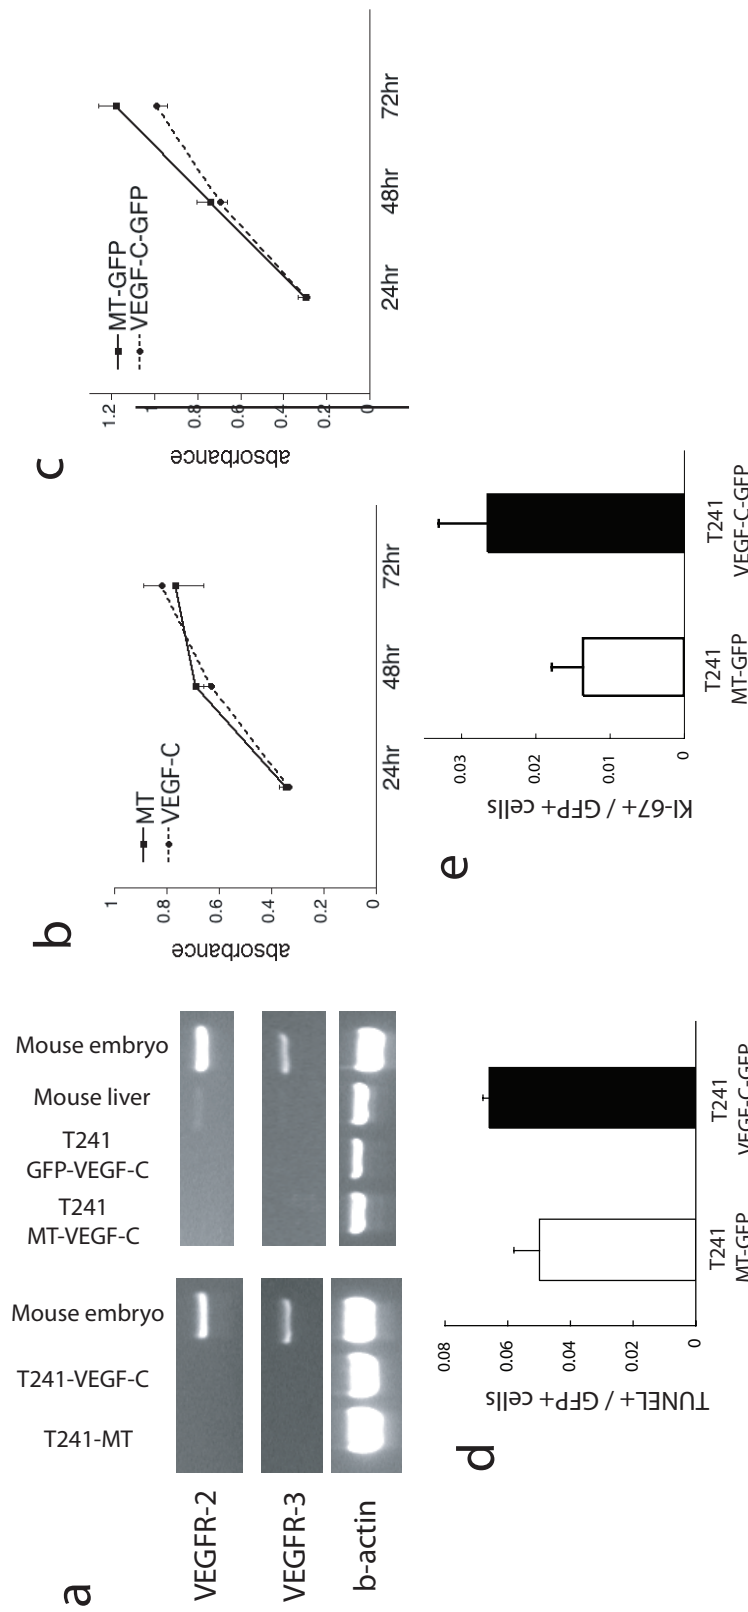 a
T241-MT
T241-VEGF-C
Mouse embryo
T241
MT-VEGF-C
T241
GFP-VEGF-C
Mouse liver
Mouse embryo
VEGFR-2
VEGFR-3
b-actin
b
absorbance
1
0.8
0.6
0.4
0.2
0
MT
VEGF-C
24hr
48hr
72hr
c
absorbance
1.2
1
0.8
0.6
0.4
0.2
0
MT-GFP
VEGF-C-GFP
24hr
48hr
72hr
d
TUNEL+ / GFP+ cells
0.08
0.06
0.04
0.02
0
T241
MT-GFP
T241
VEGF-C-GFP
e
KI-67+ / GFP+ cells
0.03
0.02
0.01
0
T241
MT-GFP
T241
VEGF-C-GFP